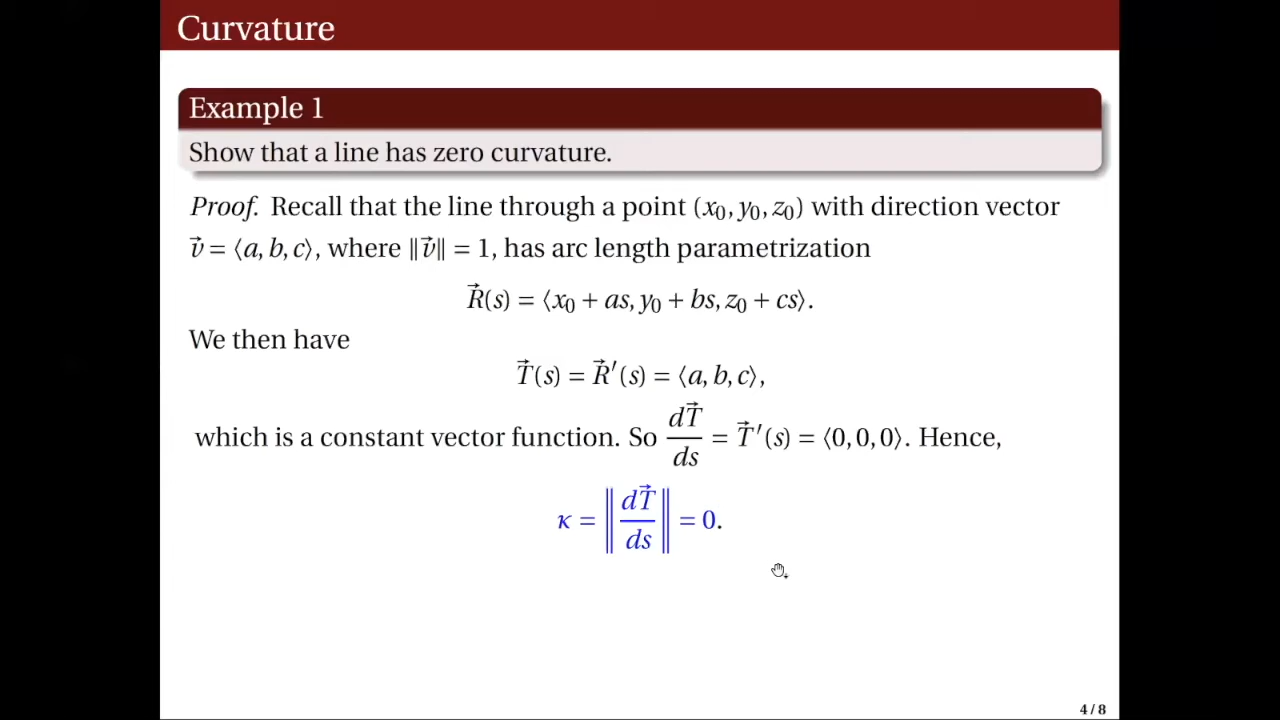 Curvature
Example 1
Show that a line has zero curvature.
Proof. Recall that the line through a point (x₀, y₀, z₀) with direction vector
v⃗ = ⟨a, b, c⟩, where ‖v⃗‖ = 1, has arc length parametrization
R⃗(s) = ⟨x₀ + as, y₀ + bs, z₀ + cs⟩.
We then have
T⃗(s) = R⃗′(s) = ⟨a, b, c⟩,
which is a constant vector function. So dT⃗/ds = T⃗′(s) = ⟨0, 0, 0⟩. Hence,
κ = ‖dT⃗/ds‖ = 0.
4 / 8